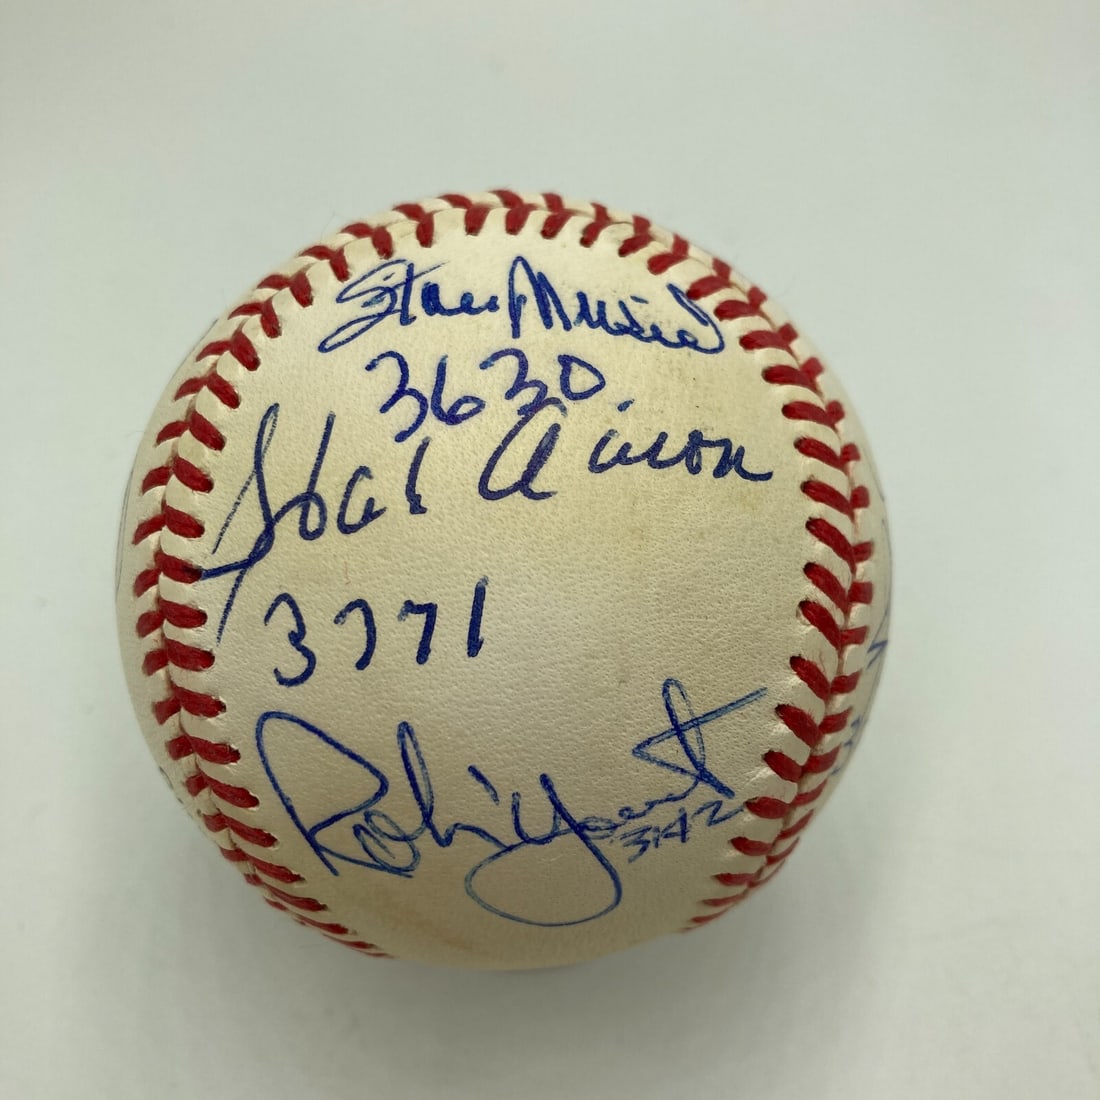 Stan Musial
3630
Hank Aaron
3771
Robin Yount
3142